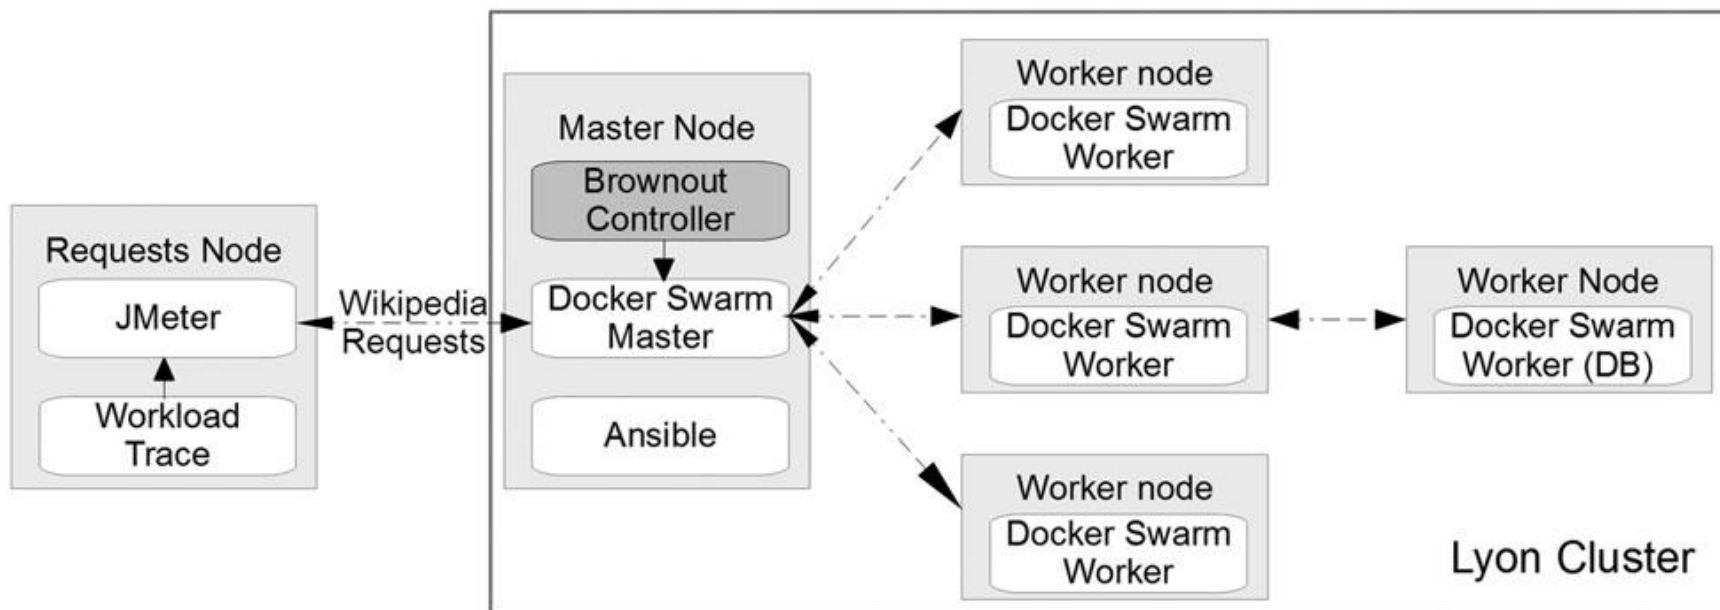 Requests Node
JMeter
Workload
Trace
Wikipedia
Requests
Master Node
Brownout
Controller
Docker Swarm
Master
Ansible
Worker node
Docker Swarm
Worker
Worker node
Docker Swarm
Worker
Worker node
Docker Swarm
Worker
Worker Node
Docker Swarm
Worker (DB)
Lyon Cluster